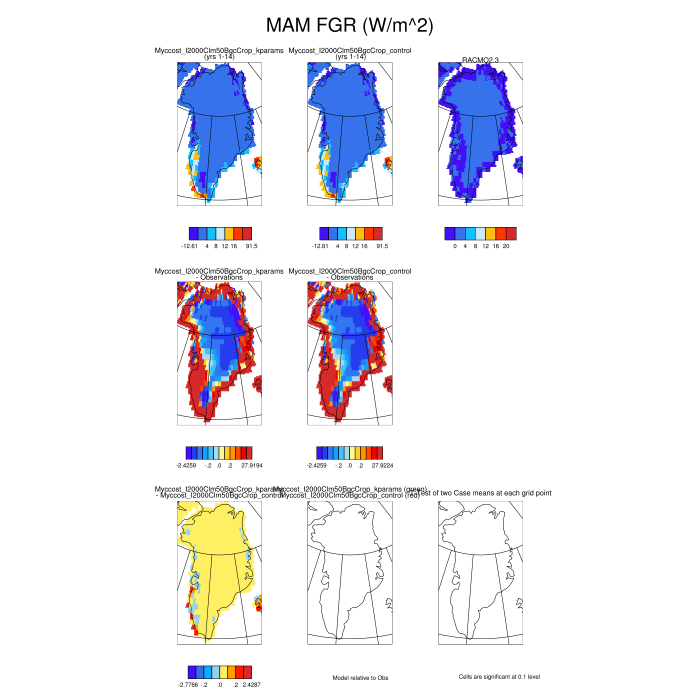 MAM FGR (W/m^2)
Myccost_I2000Clm50BgcCrop_kparams
(yrs 1-14)
Myccost_I2000Clm50BgcCrop_control
(yrs 1-14)
RACMO2.3
-12.61 4 8 12 16 91.5
-12.61 4 8 12 16 91.5
0 4 8 12 16 20
Myccost_I2000Clm50BgcCrop_kparams
- Observations
Myccost_I2000Clm50BgcCrop_control
- Observations
-2.4259 -.2 .0 .2 27.9194
-2.4259 -.2 .0 .2 27.9224
Myccost_I2000Clm50BgcCrop_kparams
- Myccost_I2000Clm50BgcCrop_control
Myccost_I2000Clm50BgcCrop_kparams (green)
Myccost_I2000Clm50BgcCrop_control (red)
of two Case means at each grid point
-2.7766 -.2 .0 .2 2.4287
Model relative to Obs
Cells are significant at 0.1 level